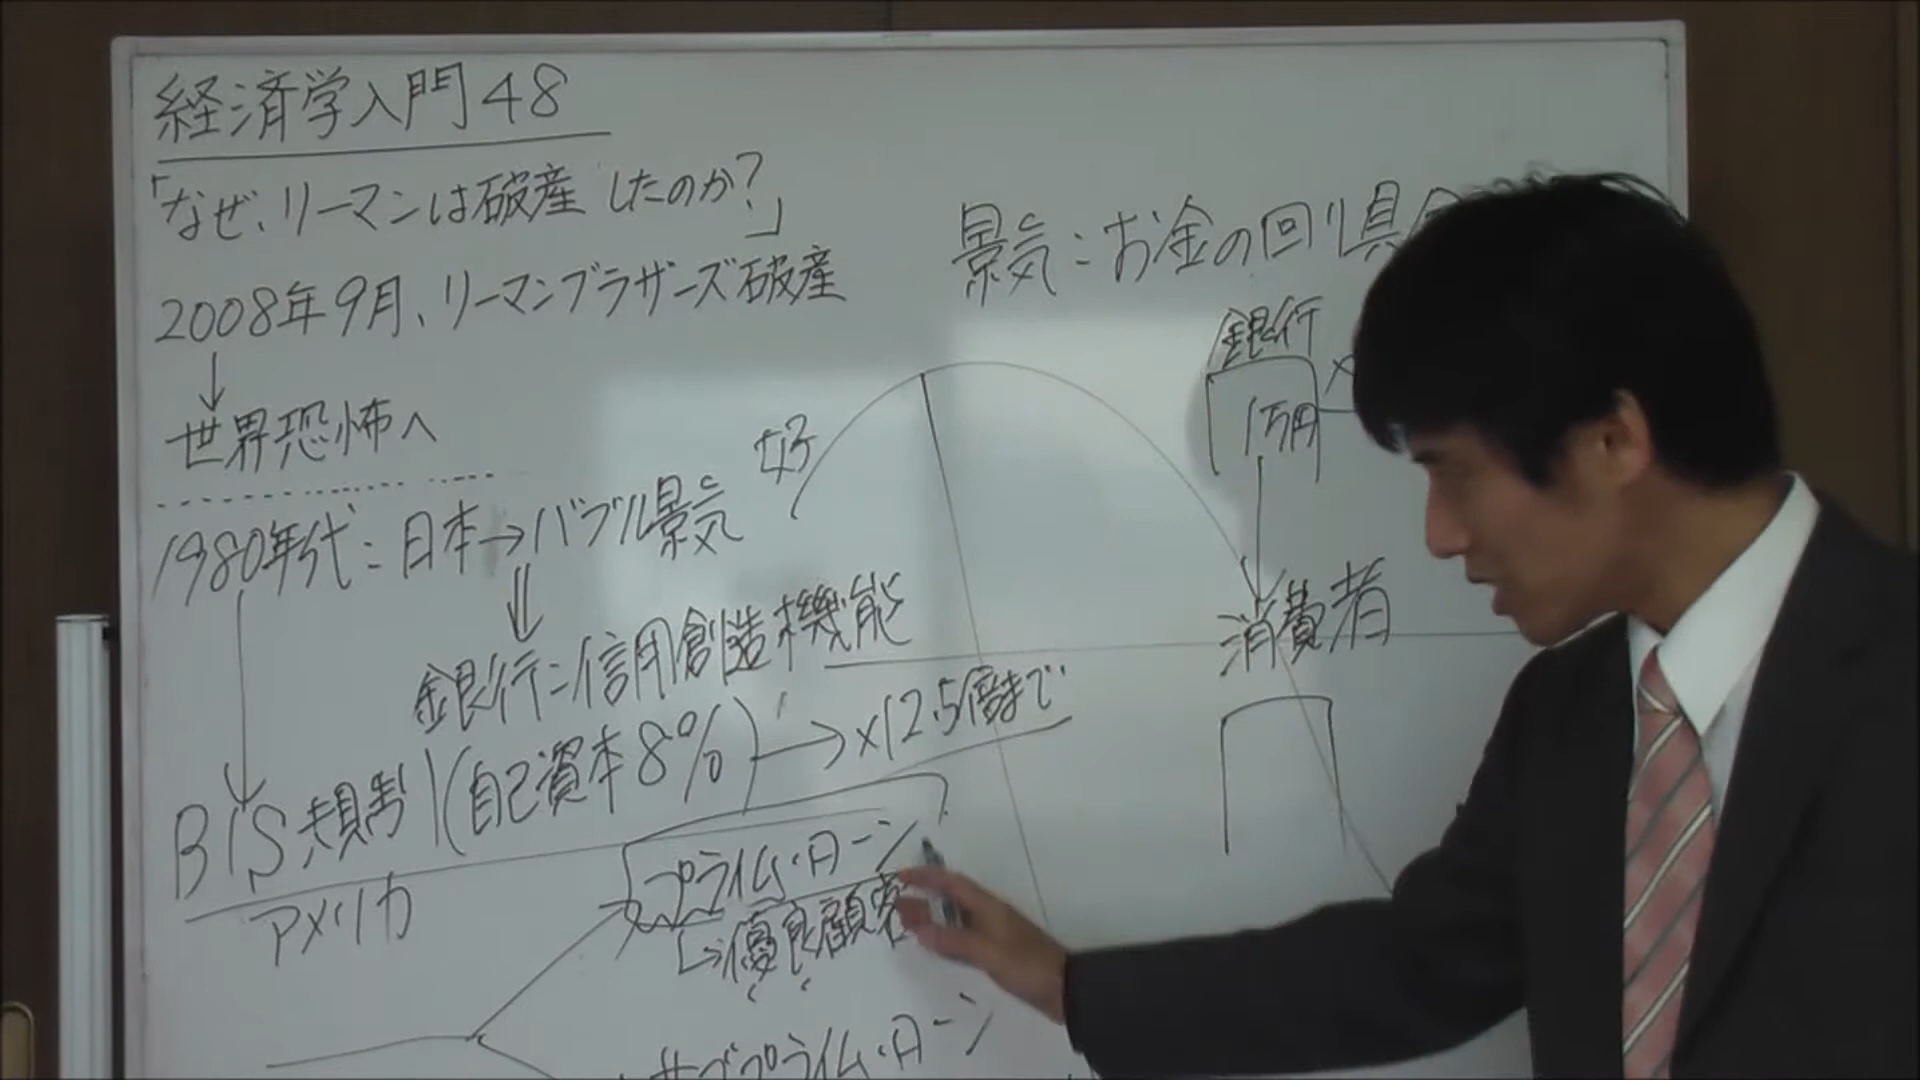 経済学入門48
「なぜ、リーマンは破産したのか?」
2008年9月、リーマンブラザーズ破産
↓
世界恐怖へ
1980年代:日本→バブル景気
⇓
銀行:信用創造機能
BIS規制(自己資本8%)→×12.5倍まで
アメリカ
プライム・ローン
↳優良顧客
サブプライム・ローン
好
景気:お金の回り具合
銀行
1万円
消費者